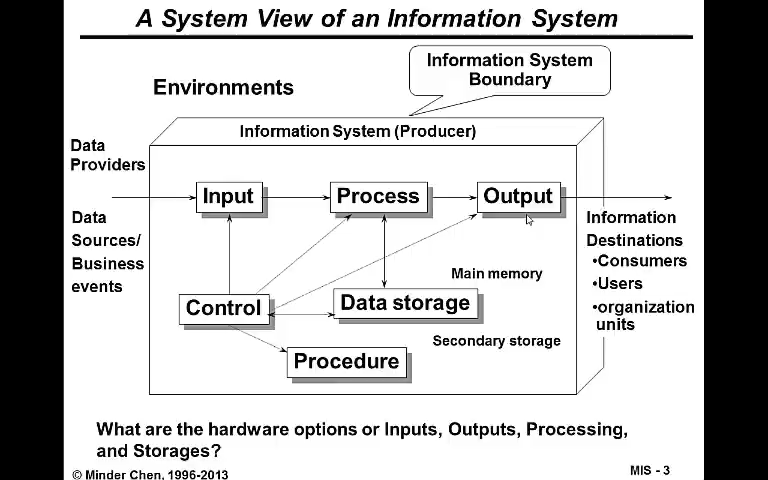 A System View of an Information System
Information System
Boundary
Environments
Information System (Producer)
Data
Providers
Input
Process
Output
Data
Sources/
Business
events
Information
Destinations
•Consumers
•Users
•organization
units
Main memory
Control
Data storage
Secondary storage
Procedure
What are the hardware options or Inputs, Outputs, Processing,
and Storages?
© Minder Chen, 1996-2013
MIS - 3